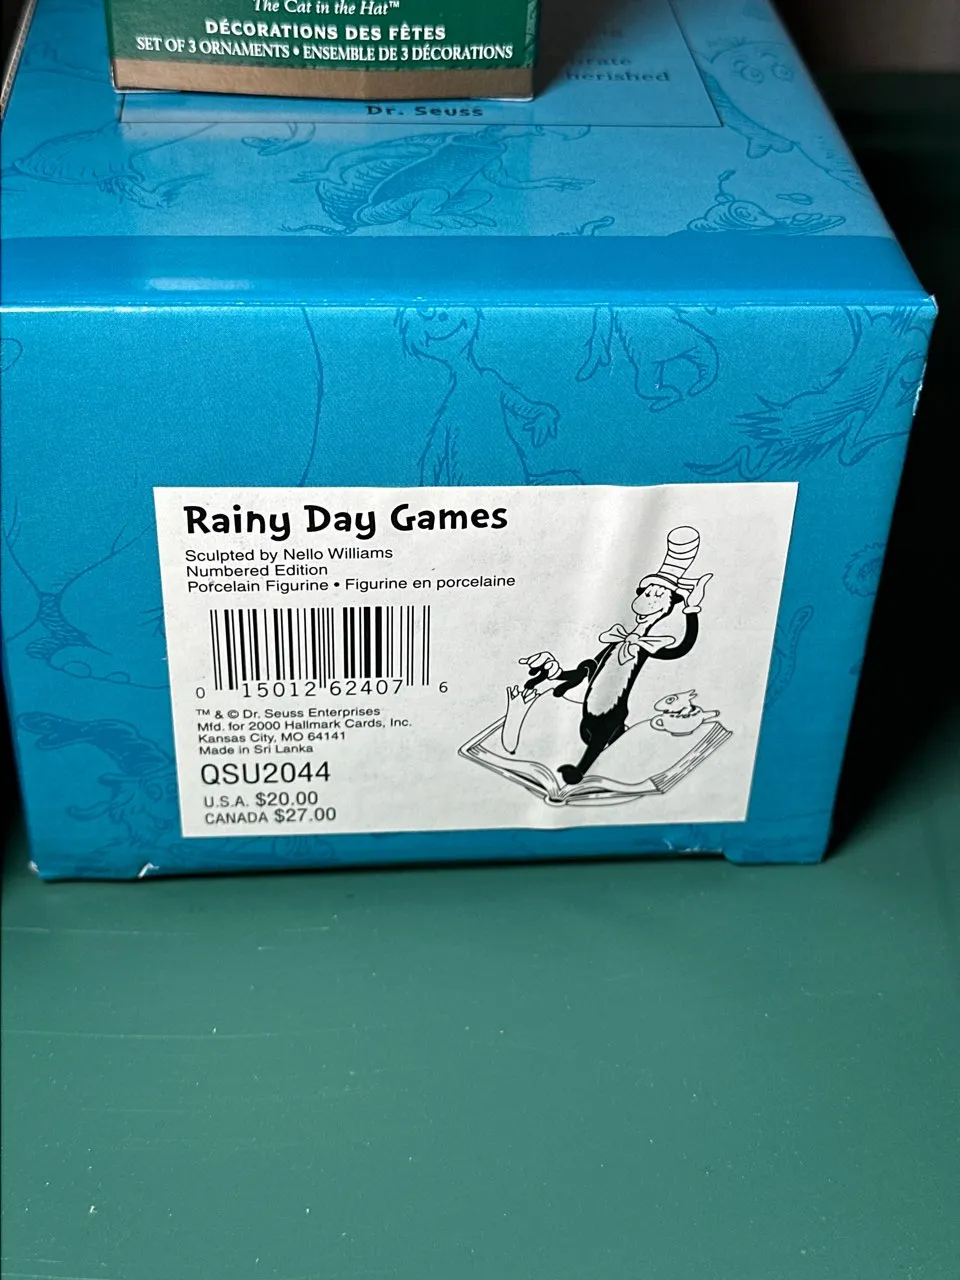 The Cat in the Hat™
DÉCORATIONS DES FÊTES
SET OF 3 ORNAMENTS • ENSEMBLE DE 3 DÉCORATIONS
cherished
Dr. Seuss
Rainy Day Games
Sculpted by Nello Williams
Numbered Edition
Porcelain Figurine • Figurine en porcelaine
0 15012 62407 6
™ & © Dr. Seuss Enterprises
Mfd. for 2000 Hallmark Cards, Inc.
Kansas City, MO 64141
Made in Sri Lanka
QSU2044
U.S.A. $20.00
CANADA $27.00